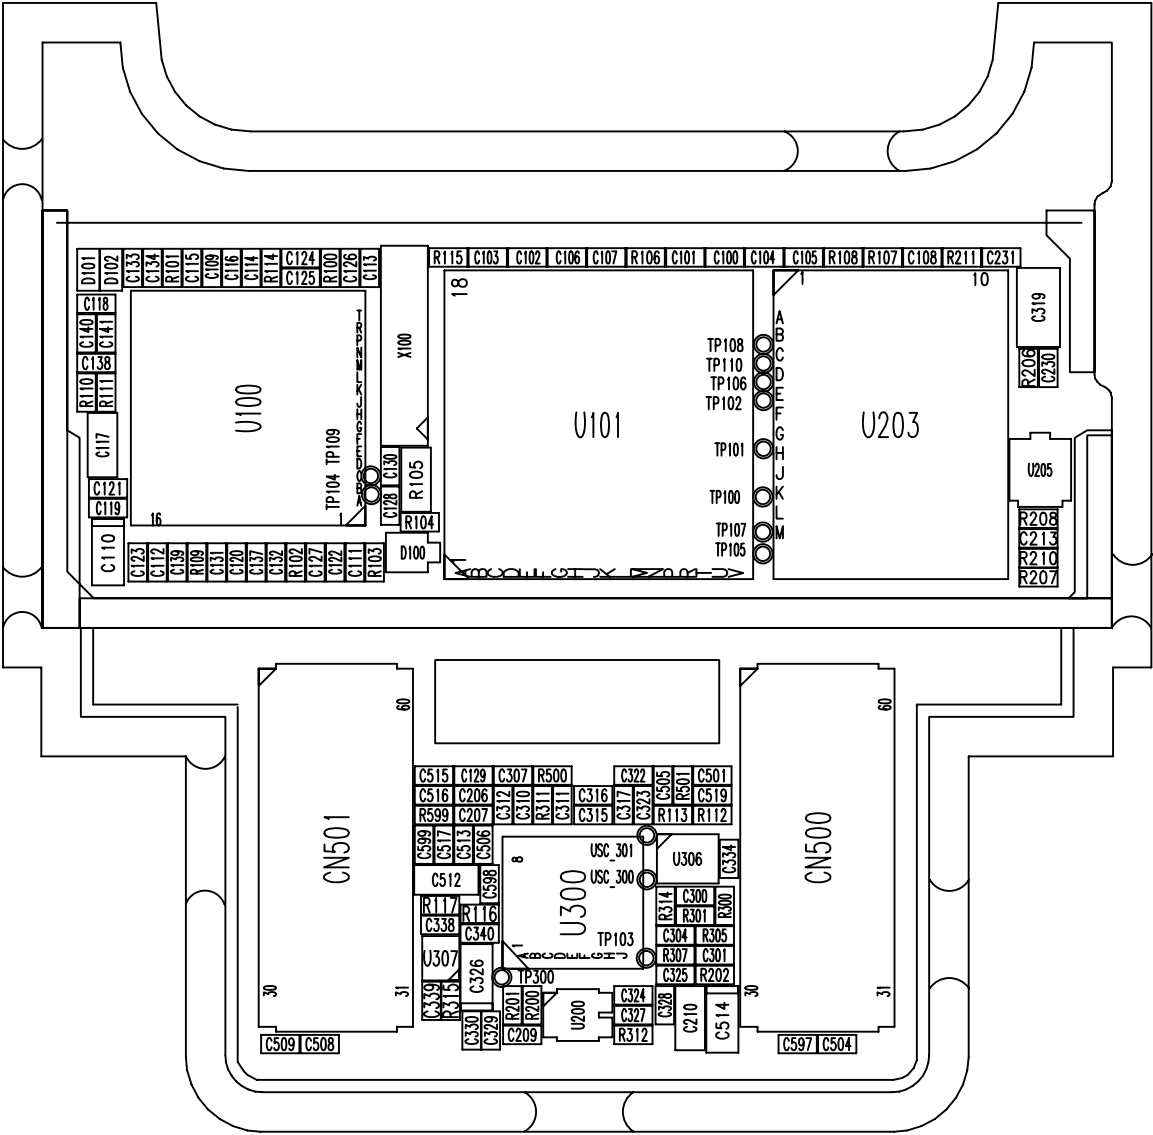 D101 D102 C133 C134 R101 C115 C109 C116 C114 R114 C124 R100 C126 C113
C125
R115 C103 C102 C106 C107 R106 C101 C100 C104 C105 R108 R107 C108 R211 C231
C118
C140 C141
C138
R110 R111
C117
C121
C119
C110
U100
T
R
P
N
M
L
K
J
H
G
F
E
D
C
B
A
TP104 TP109
16 1
X100
C130
C128
R105
R104
D100
C123 C112 C139 R109 C131 C120 C137 C132 R102 C127 C122 C111 R103
18
U101
1
A B C D E F G H J K L M N P R T U V
TP108
TP110
TP106
TP102
TP101
TP100
TP107
TP105
1 10
A
B
C
D
E
F
G
H
J
K
L
M
U203
C319
R206 C230
U205
R208
C213
R210
R207
60
CN501
30 31
C509 C508
C515 C129 C307 R500
C516 C206
R599 C207
C312 C310 R311 C311
C316
C315
C322
C317 C323
C505 R501
C501
C519
R113 R112
C599 C517 C513 C506
C512
C598
R117
C338
R116
C340
U307
C326
C339 R315
C330 C329
8
USC_301
USC_300
U300
TP103
1
A B C D E F G H J
TP300
U306
C334
R314
C300
R301
R300
C304 R305
R307 C301
C325 R202
R201 R200
C209
U200
C324
C327
R312
C328
C210
C514
60
CN500
30 31
C597 C504